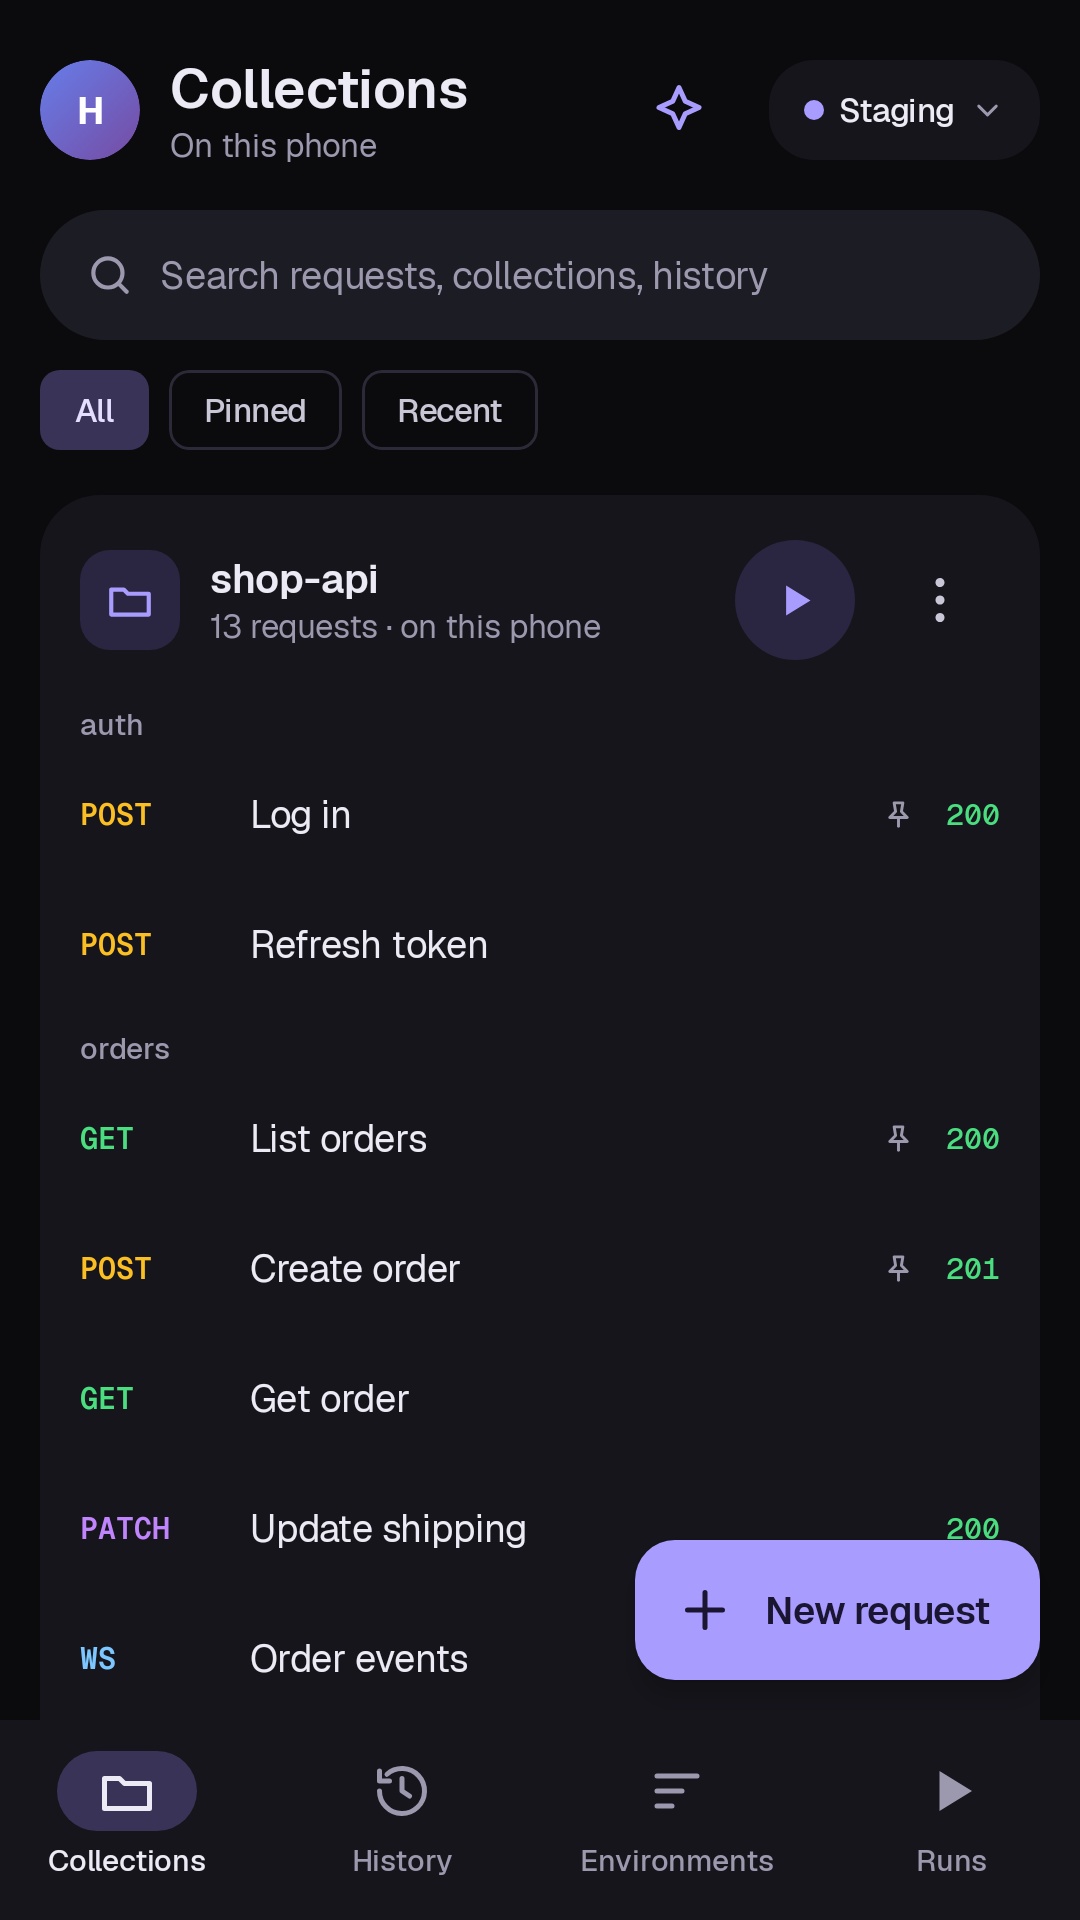 H
Collections
On this phone
Staging
Search requests, collections, history
All
Pinned
Recent
shop-api
13 requests · on this phone
auth
POST Log in 200
POST Refresh token
orders
GET List orders 200
POST Create order 201
GET Get order
PATCH Update shipping 200
New request
WS Order events
Collections
History
Environments
Runs